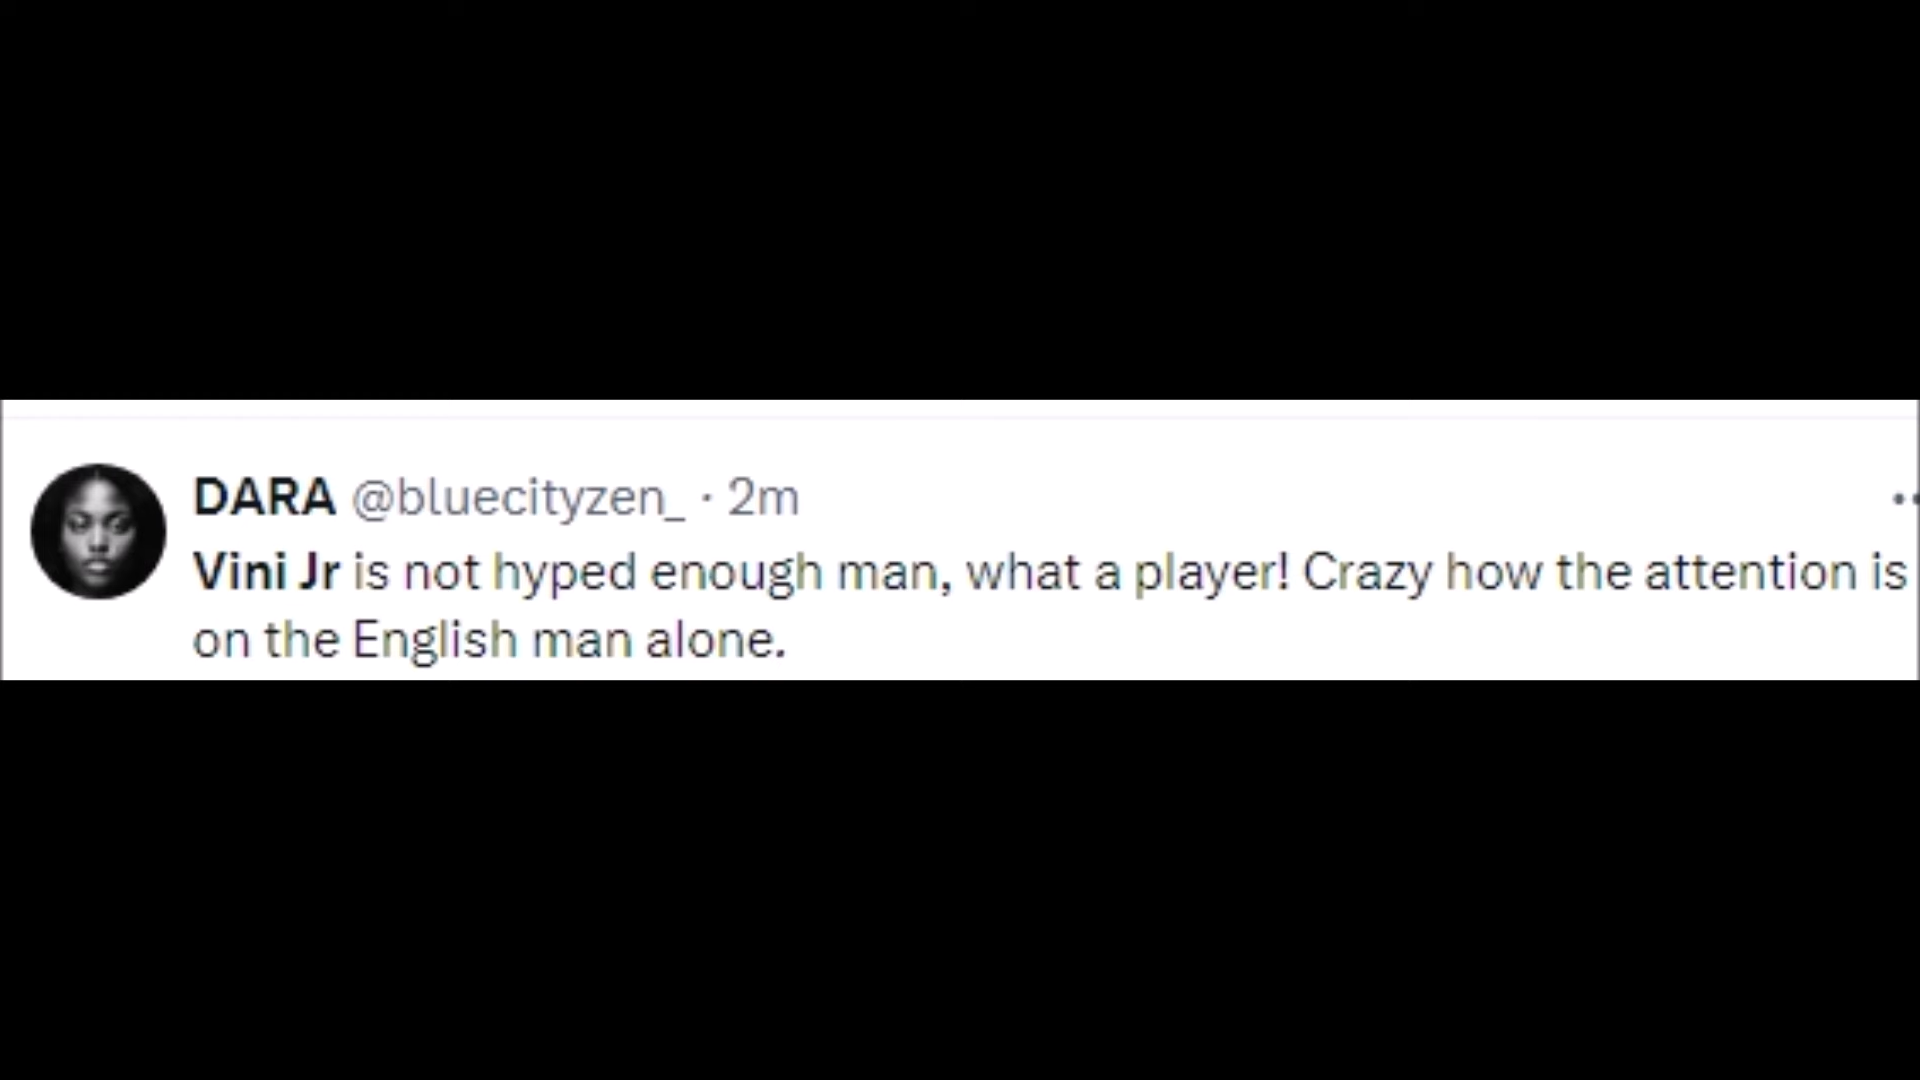 DARA @bluecityzen_ · 2m
Vini Jr is not hyped enough man, what a player! Crazy how the attention is
on the English man alone.